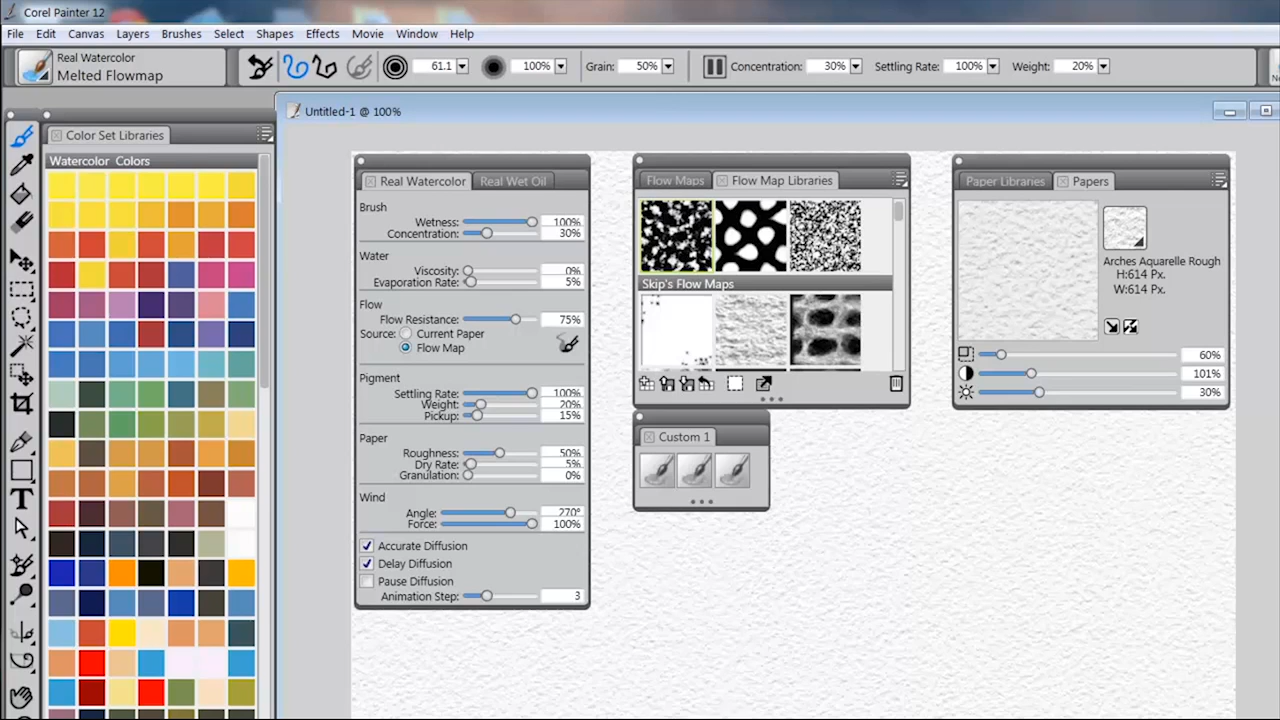 Corel Painter 12
File Edit Canvas Layers Brushes Select Shapes Effects Movie Window Help
Real Watercolor
Melted Flowmap
61.1 100% Grain: 50% Concentration: 30% Settling Rate: 100% Weight: 20%
Untitled-1 @ 100%
Color Set Libraries
Watercolor Colors
Real Watercolor Real Wet Oil
Brush
Wetness: 100%
Concentration: 30%
Water
Viscosity: 0%
Evaporation Rate: 5%
Flow
Flow Resistance: 75%
Source: Current Paper
Flow Map
Pigment
Settling Rate: 100%
Weight: 20%
Pickup: 15%
Paper
Roughness: 50%
Dry Rate: 5%
Granulation: 0%
Wind
Angle: 270°
Force: 100%
Accurate Diffusion
Delay Diffusion
Pause Diffusion
Animation Step: 3
Flow Maps Flow Map Libraries
Skip's Flow Maps
Custom 1
Paper Libraries Papers
Arches Aquarelle Rough
H:614 Px.
W:614 Px.
60%
101%
30%